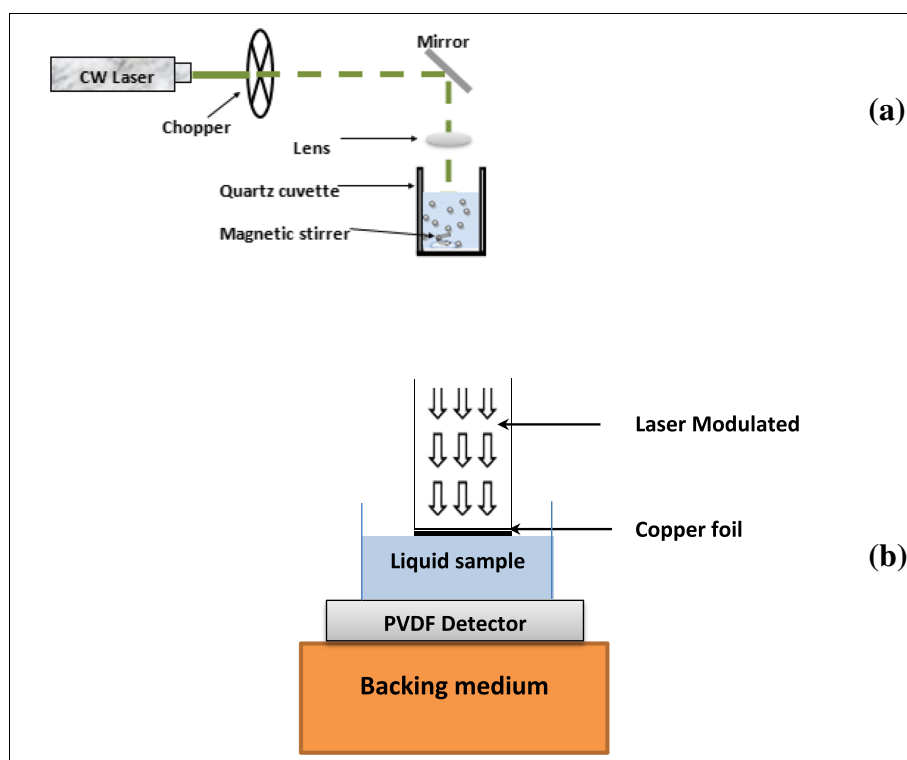 Mirror
CW Laser
(a)
Chopper
Lens
Quartz cuvette
Magnetic stirrer
Laser Modulated
Copper foil
(b)
Liquid sample
PVDF Detector
Backing medium